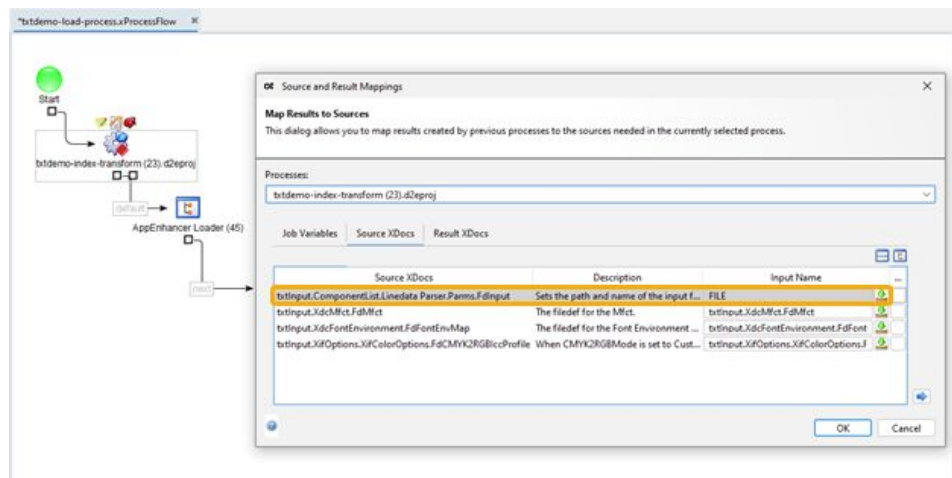 *txtdemo-load-process.xProcessFlow
Start
txtdemo-index-transform (23).d2eproj
default
AppEnhancer Loader (45)
next
Source and Result Mappings
Map Results to Sources
This dialog allows you to map results created by previous processes to the sources needed in the currently selected process.
Processes:
txtdemo-index-transform (23).d2eproj
Job Variables Source XDocs Result XDocs
Source XDocs Description Input Name ...
txtInput.ComponentList.Linedata Parser.Parms.FdInput Sets the path and name of the input f... FILE
txtInput.XdcMfct.FdMfct The filedef for the Mfct. txtInput.XdcMfct.FdMfct
txtInput.XdcFontEnvironment.FdFontEnvMap The filedef for the Font Environment ... txtInput.XdcFontEnvironment.FdFont
txtInput.XifOptions.XifColorOptions.FdCMYK2RGBIccProfile When CMYK2RGBMode is set to Cust... txtInput.XifOptions.XifColorOptions.F
OK Cancel